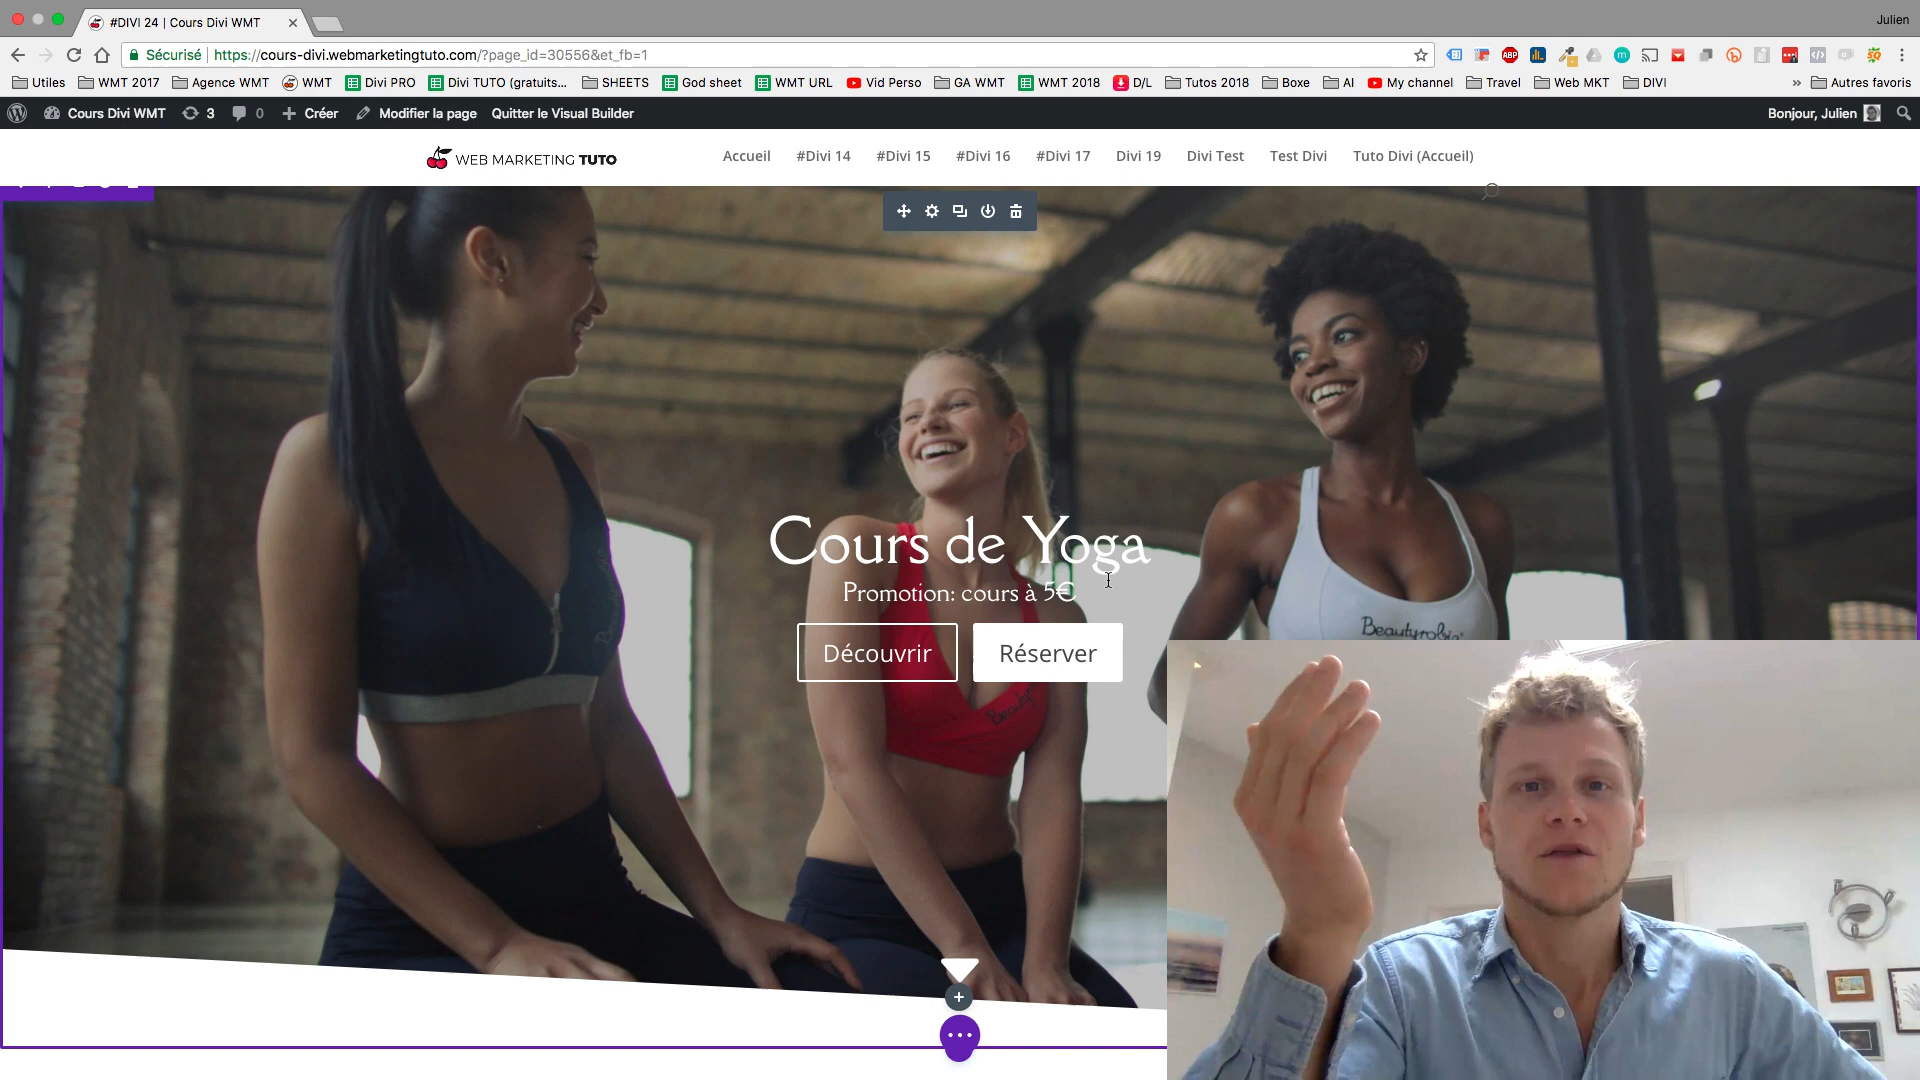 Julien
#DIVI 24 | Cours Divi WMT
Sécurisé | https://cours-divi.webmarketingtuto.com/?page_id=30556&et_fb=1
ABP
Utiles WMT 2017 Agence WMT WMT Divi PRO Divi TUTO (gratuits... SHEETS God sheet WMT URL Vid Perso GA WMT WMT 2018 D/L Tutos 2018 Boxe AI My channel Travel Web MKT DIVI » Autres favoris
Cours Divi WMT 3 0 Créer Modifier la page Quitter le Visual Builder Bonjour, Julien
WEB MARKETING TUTO Accueil #Divi 14 #Divi 15 #Divi 16 #Divi 17 Divi 19 Divi Test Test Divi Tuto Divi (Accueil)
Cours de Yoga
Promotion: cours à 5€
Découvrir Réserver